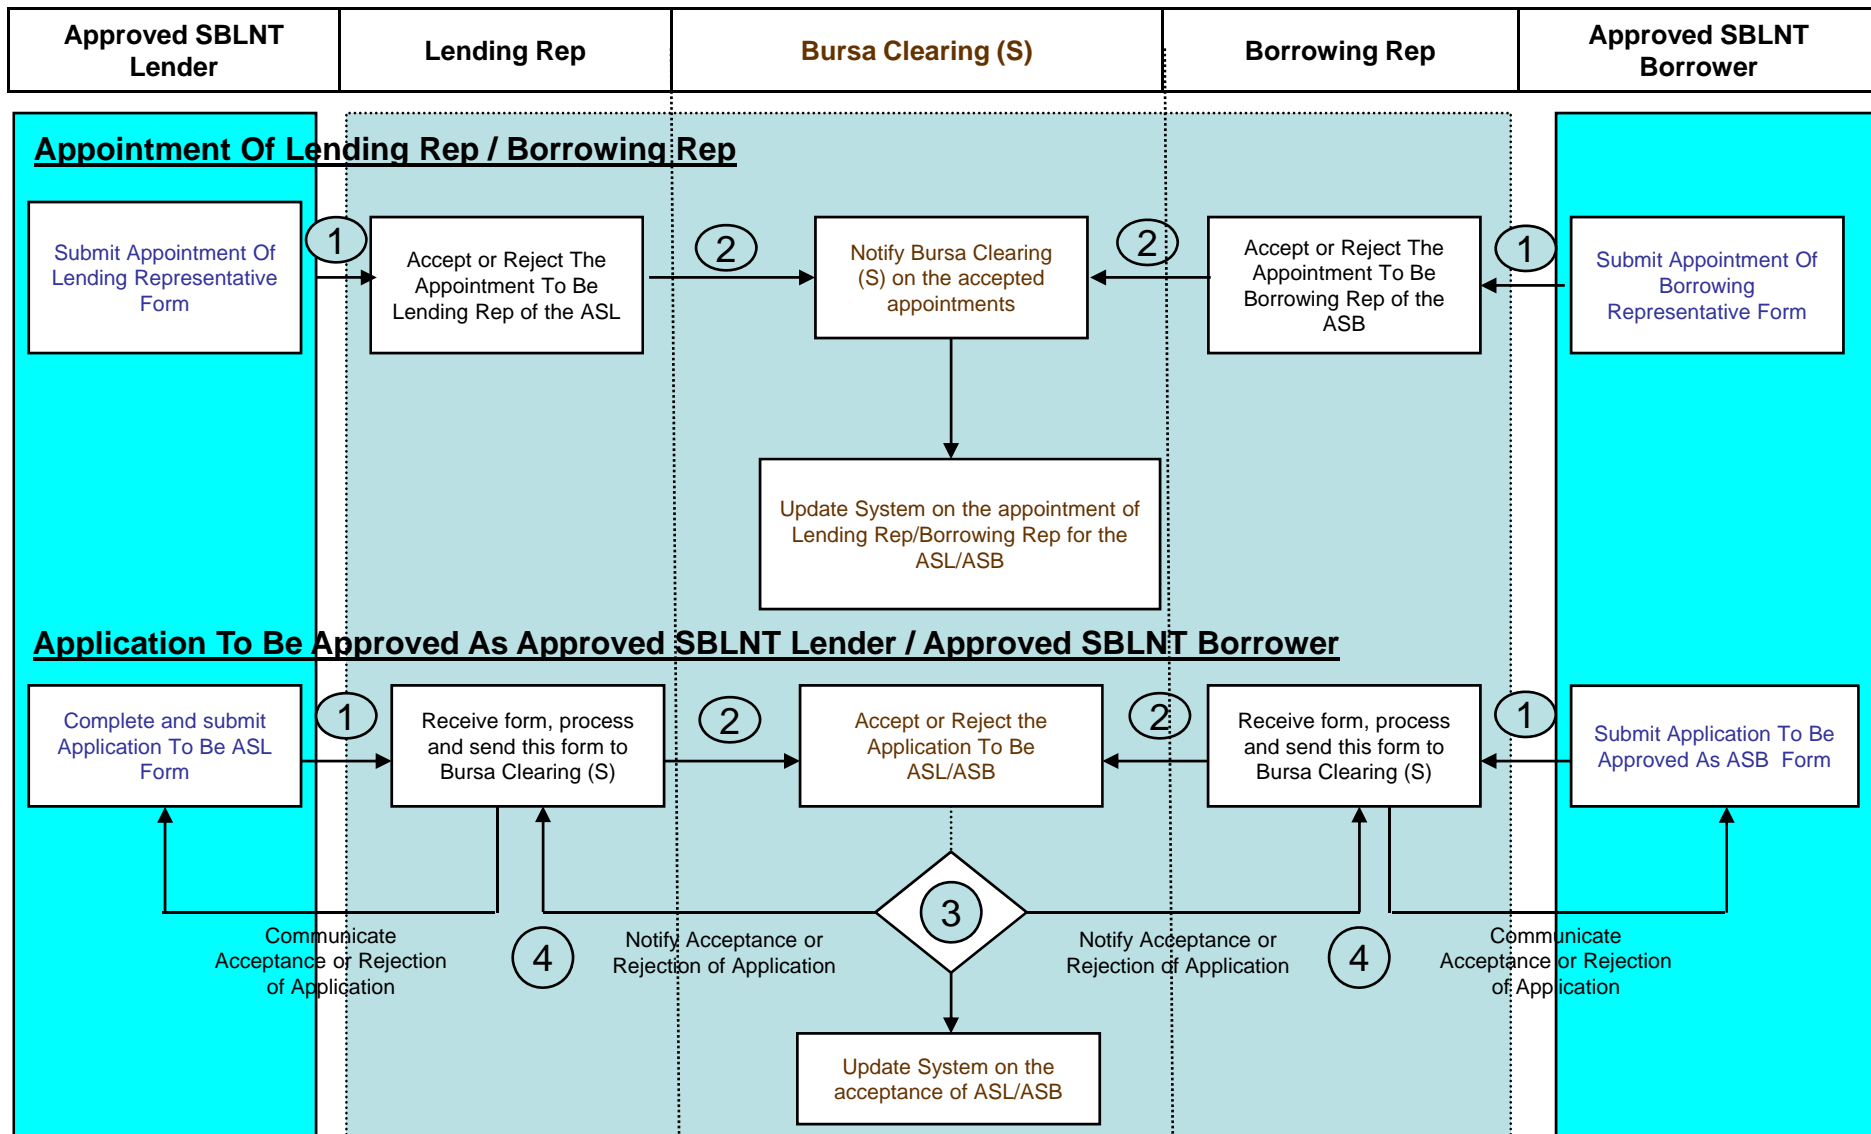 Approved SBLNT
Lender
Lending Rep
Bursa Clearing (S)
Borrowing Rep
Approved SBLNT
Borrower
Appointment Of Lending Rep / Borrowing Rep
Submit Appointment Of
Lending Representative
Form
1
Accept or Reject The
Appointment To Be
Lending Rep of the ASL
2
Notify Bursa Clearing
(S) on the accepted
appointments
2
Accept or Reject The
Appointment To Be
Borrowing Rep of the
ASB
1
Submit Appointment Of
Borrowing
Representative Form
Update System on the appointment of
Lending Rep/Borrowing Rep for the
ASL/ASB
Application To Be Approved As Approved SBLNT Lender / Approved SBLNT Borrower
Complete and submit
Application To Be ASL
Form
1
Receive form, process
and send this form to
Bursa Clearing (S)
2
Accept or Reject the
Application To Be
ASL/ASB
2
Receive form, process
and send this form to
Bursa Clearing (S)
1
Submit Application To Be
Approved As ASB Form
3
Communicate
Acceptance or Rejection
of Application
4
Notify Acceptance or
Rejection of Application
Notify Acceptance or
Rejection of Application
4
Communicate
Acceptance or Rejection
of Application
Update System on the
acceptance of ASL/ASB